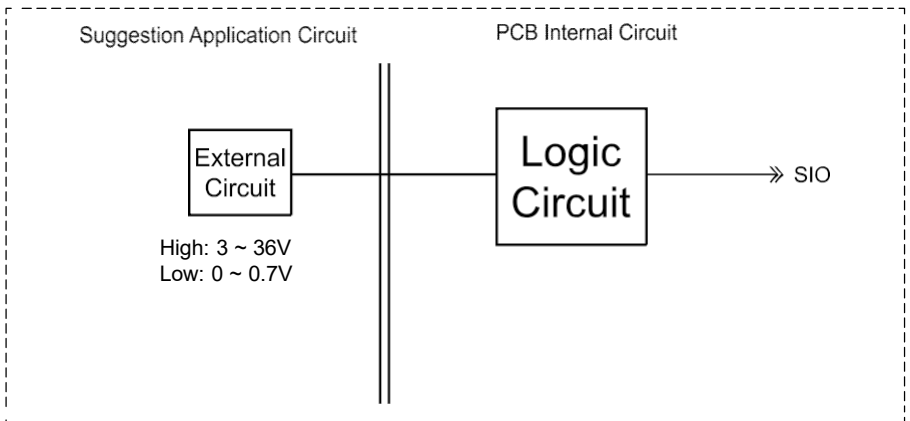 Suggestion Application Circuit
PCB Internal Circuit
External
Circuit
High: 3 ~ 36V
Low: 0 ~ 0.7V
Logic
Circuit
SIO